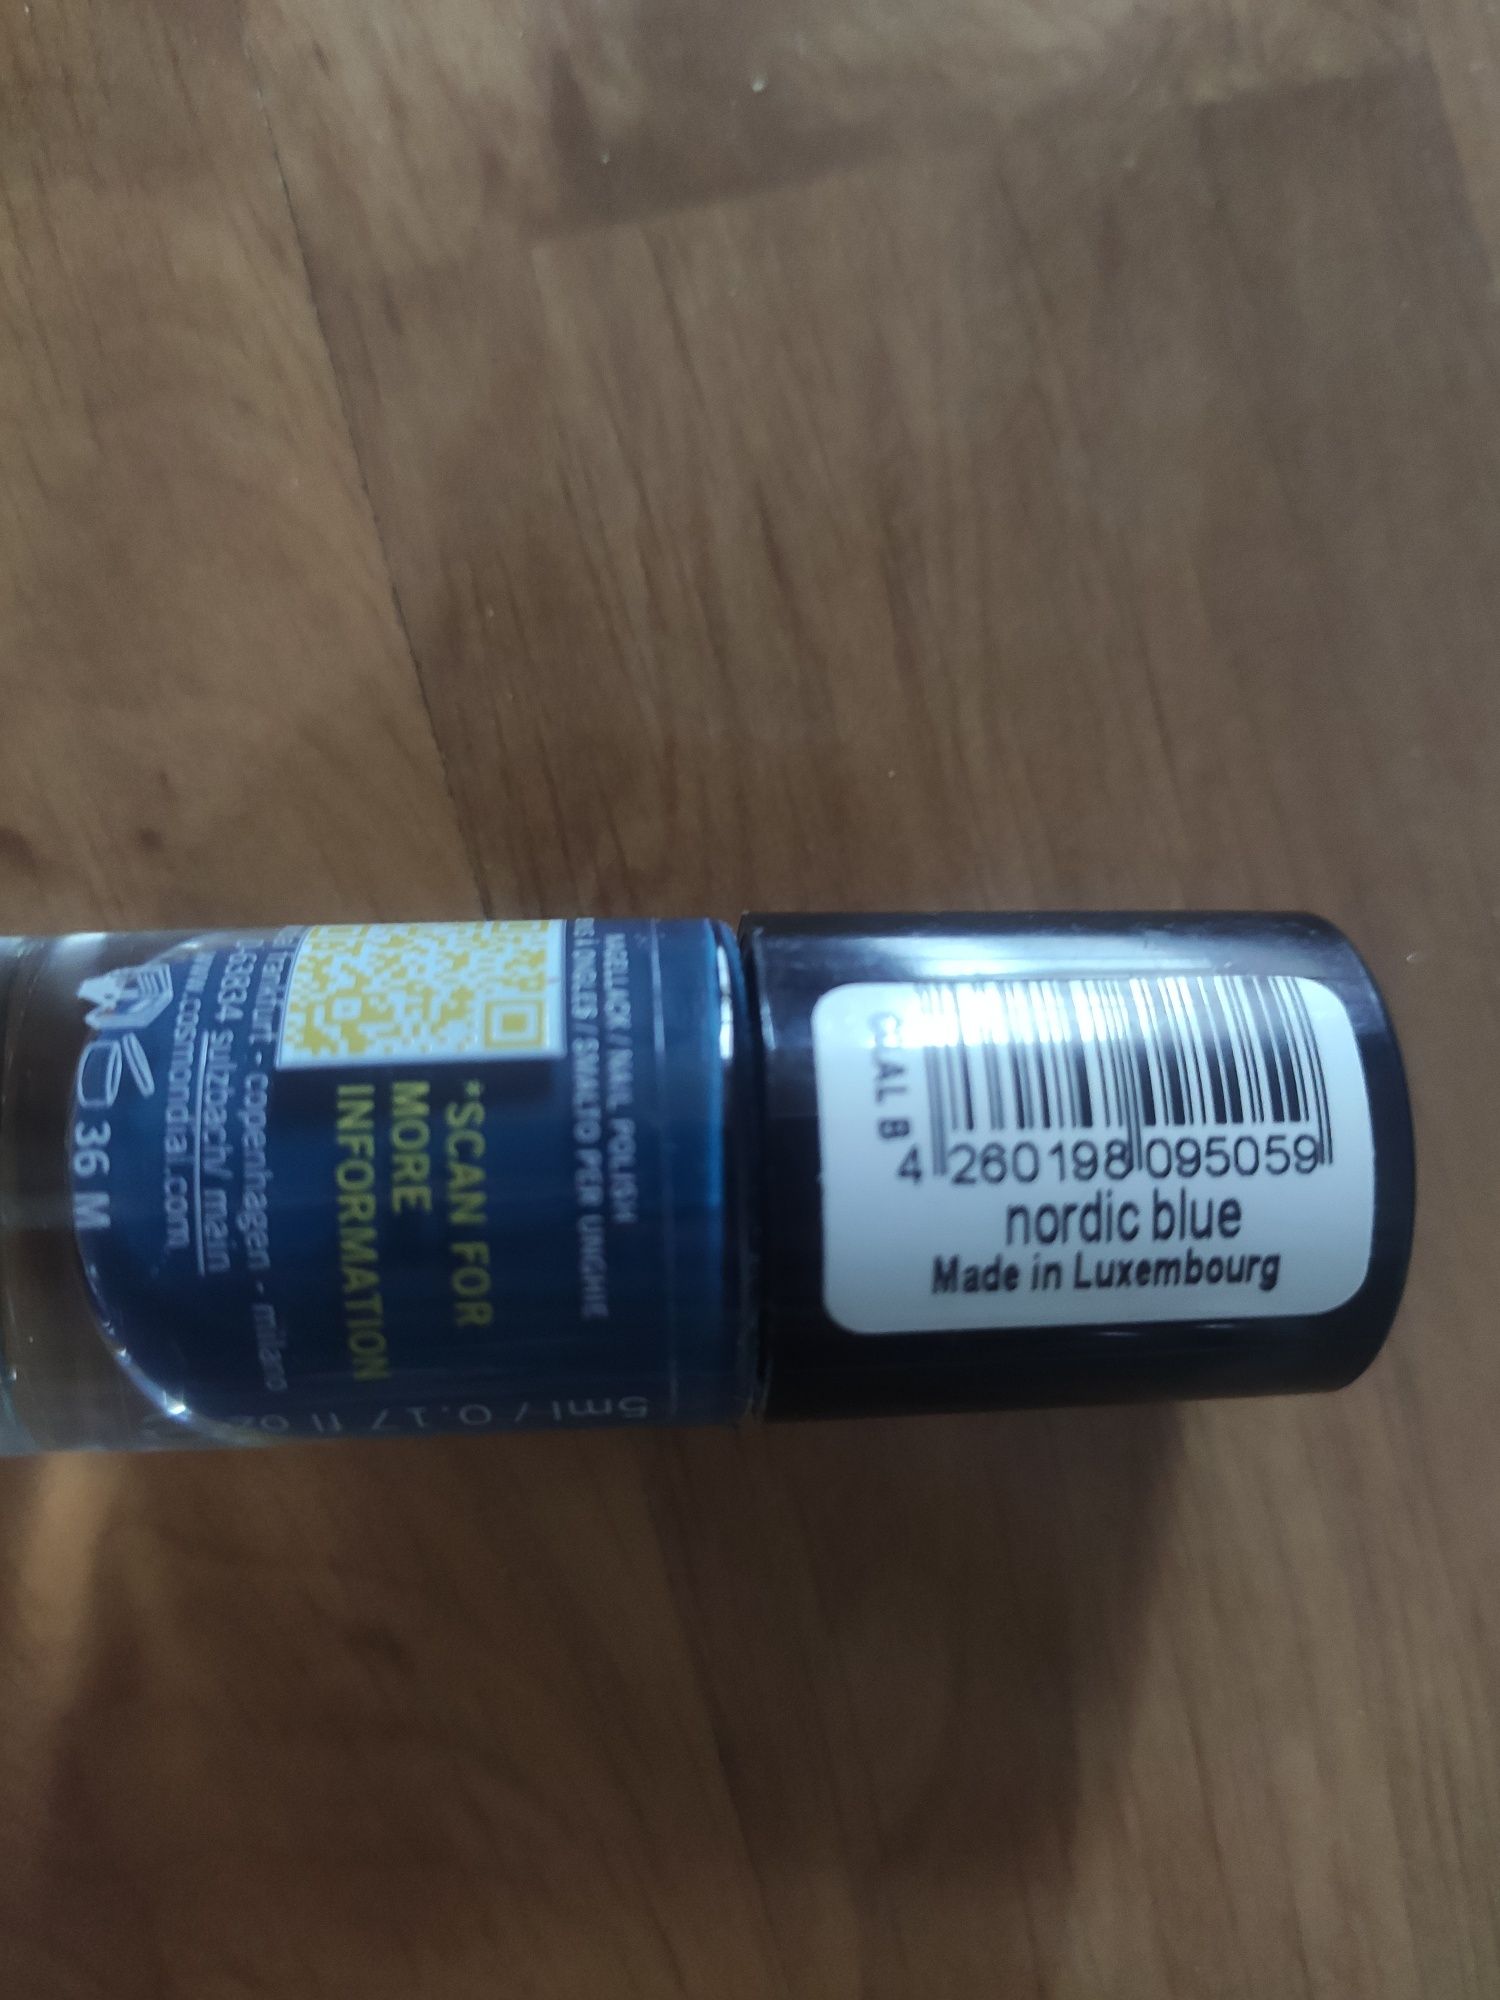 CIAL B
4 260198 095059
nordic blue
Made in Luxembourg
NAGELLACK / NAIL POLISH
à ONGLES / SMALTO PER UNGHIE
*SCAN FOR
MORE
INFORMATION
frankfurt - copenhagen - milano
63834 sulzbach/ main
www.cosmondial.com
36 M
5ml / 0.17 fl oz